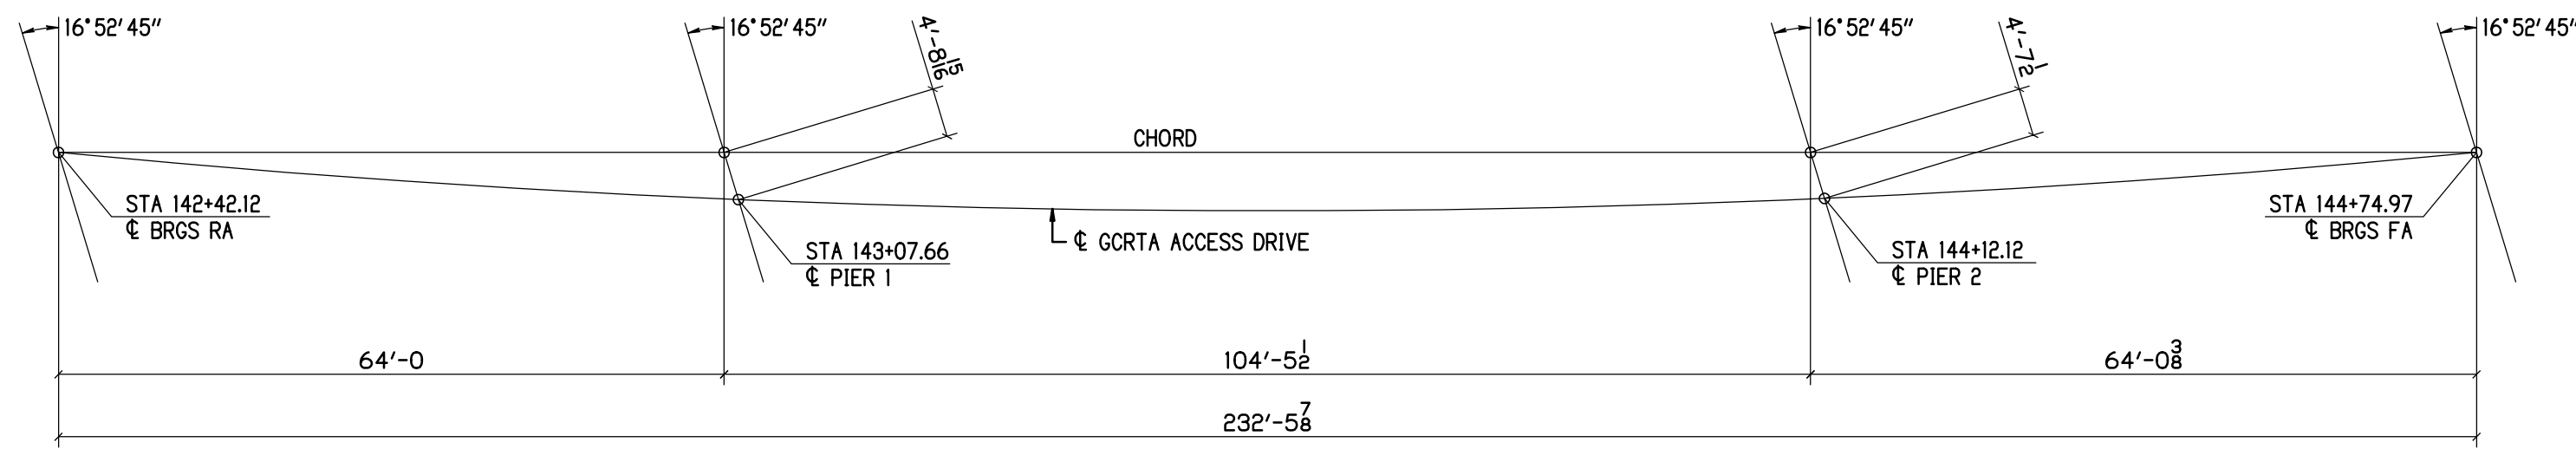 16°52'45"
16°52'45"
4'-8 15/16
16°52'45"
4'-7 1/2
16°52'45"
CHORD
STA 142+42.12
℄ BRGS RA
STA 143+07.66
℄ PIER 1
℄ GCRTA ACCESS DRIVE
STA 144+12.12
℄ PIER 2
STA 144+74.97
℄ BRGS FA
64'-0
104'-5 1/2
64'-0 3/8
232'-5 7/8